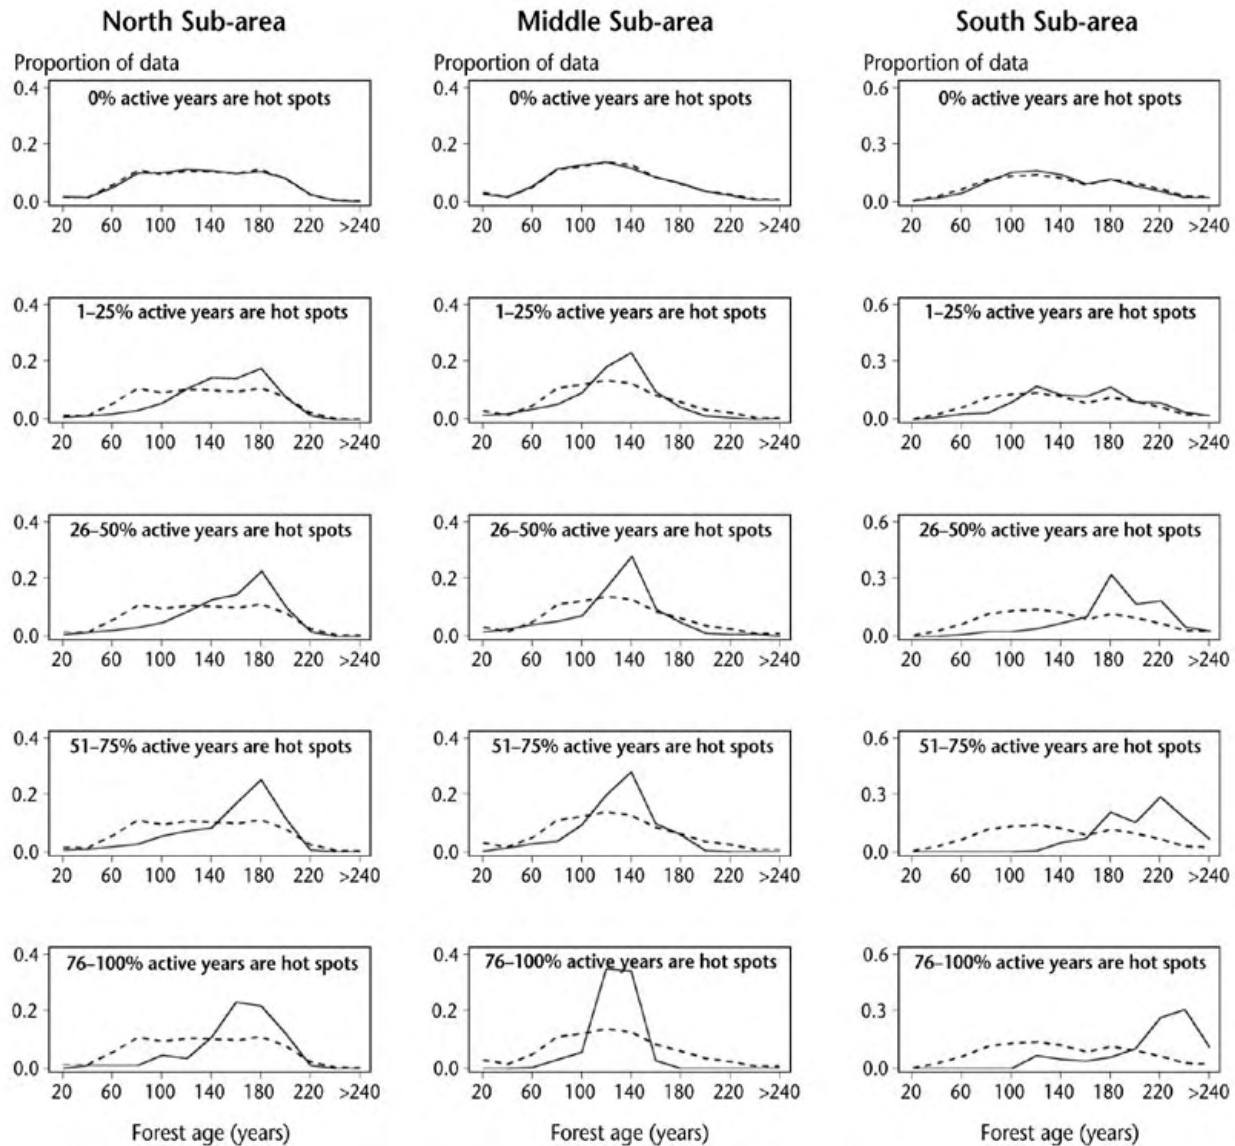 North Sub-area Middle Sub-area South Sub-area
Proportion of data Proportion of data Proportion of data
0.4 0.4 0.6
0% active years are hot spots 0% active years are hot spots 0% active years are hot spots
0.2 0.2 0.3
0.0 0.0 0.0
20 60 100 140 180 220 >240 20 60 100 140 180 220 >240 20 60 100 140 180 220 >240
0.4 0.4 0.6
1–25% active years are hot spots 1–25% active years are hot spots 1–25% active years are hot spots
0.2 0.2 0.3
0.0 0.0 0.0
20 60 100 140 180 220 >240 20 60 100 140 180 220 >240 20 60 100 140 180 220 >240
0.4 0.4 0.6
26–50% active years are hot spots 26–50% active years are hot spots 26–50% active years are hot spots
0.2 0.2 0.3
0.0 0.0 0.0
20 60 100 140 180 220 >240 20 60 100 140 180 220 >240 20 60 100 140 180 220 >240
0.4 0.4 0.6
51–75% active years are hot spots 51–75% active years are hot spots 51–75% active years are hot spots
0.2 0.2 0.3
0.0 0.0 0.0
20 60 100 140 180 220 >240 20 60 100 140 180 220 >240 20 60 100 140 180 220 >240
0.4 0.4 0.6
76–100% active years are hot spots 76–100% active years are hot spots 76–100% active years are hot spots
0.2 0.2 0.3
0.0 0.0 0.0
20 60 100 140 180 220 >240 20 60 100 140 180 220 >240 20 60 100 140 180 220 >240
Forest age (years) Forest age (years) Forest age (years)